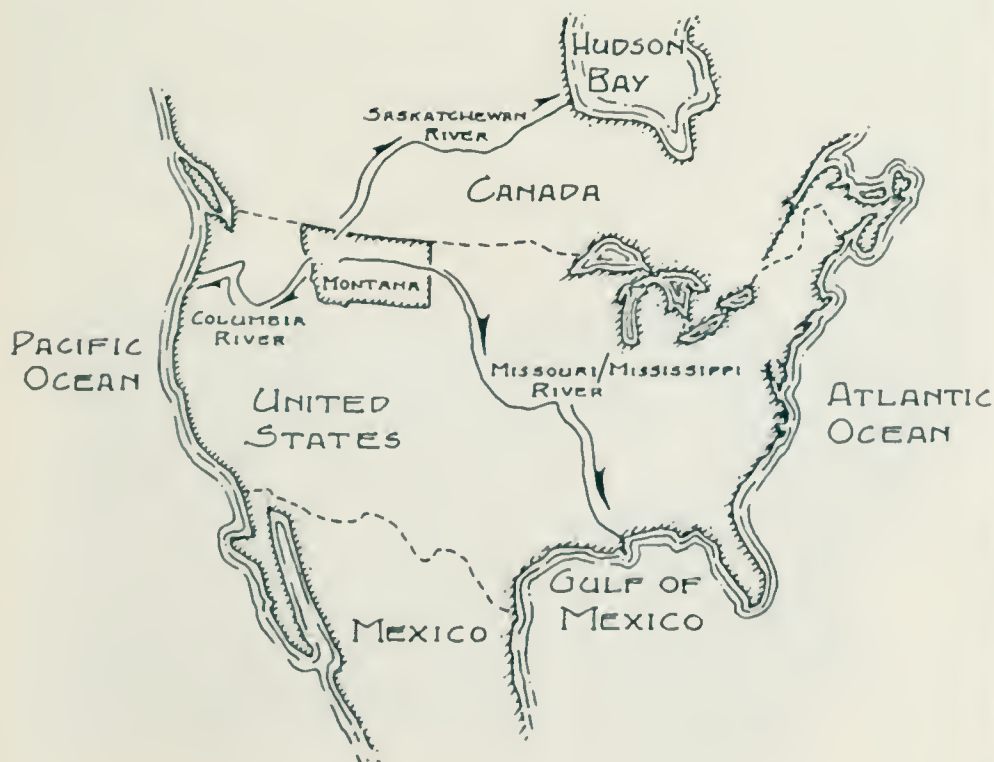 HUDSON
BAY
SASKATCHEWAN
RIVER
CANADA
MONTANA
COLUMBIA
RIVER
PACIFIC
OCEAN
MISSOURI/MISSISSIPPI
RIVER
UNITED
STATES
ATLANTIC
OCEAN
GULF OF
MEXICO
MEXICO